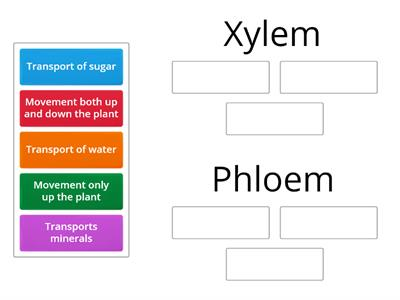 Transport of sugar
Movement both up
and down the plant
Transport of water
Movement only
up the plant
Transports
minerals
Xylem
Phloem